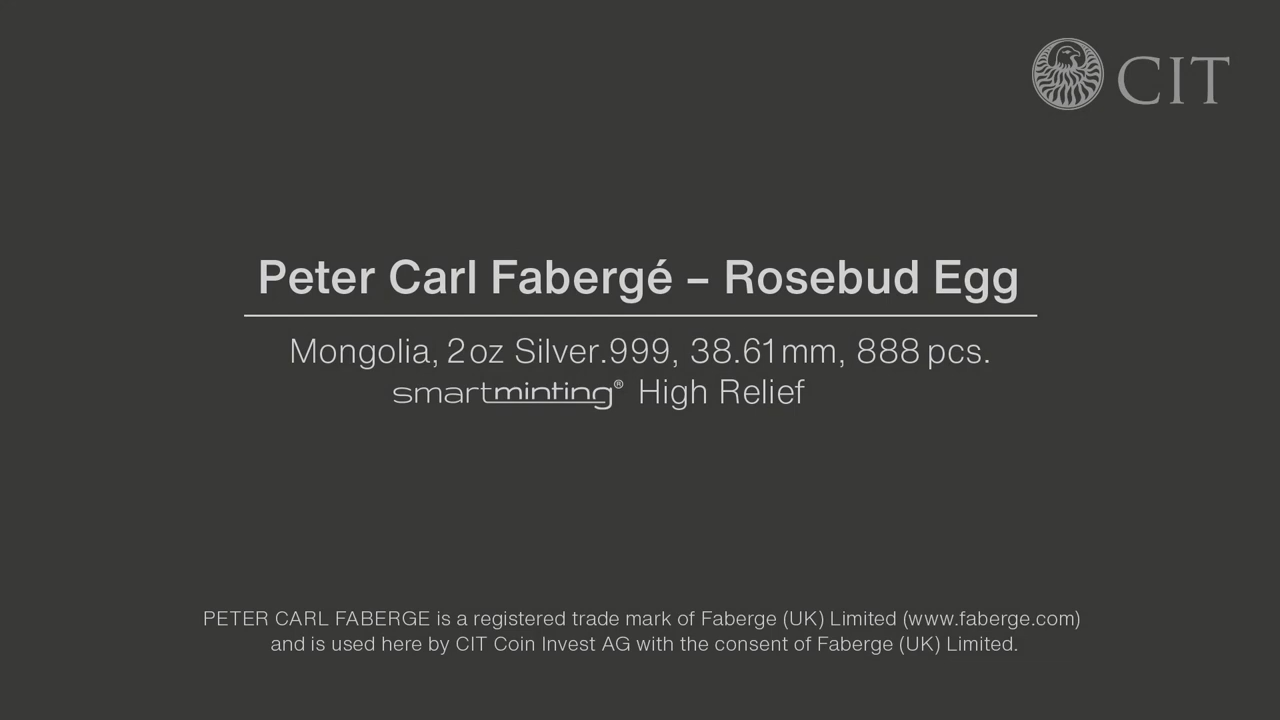 CIT
Peter Carl Fabergé – Rosebud Egg
Mongolia, 2 oz Silver.999, 38.61 mm, 888 pcs.
smartminting® High Relief
PETER CARL FABERGE is a registered trade mark of Faberge (UK) Limited (www.faberge.com)
and is used here by CIT Coin Invest AG with the consent of Faberge (UK) Limited.